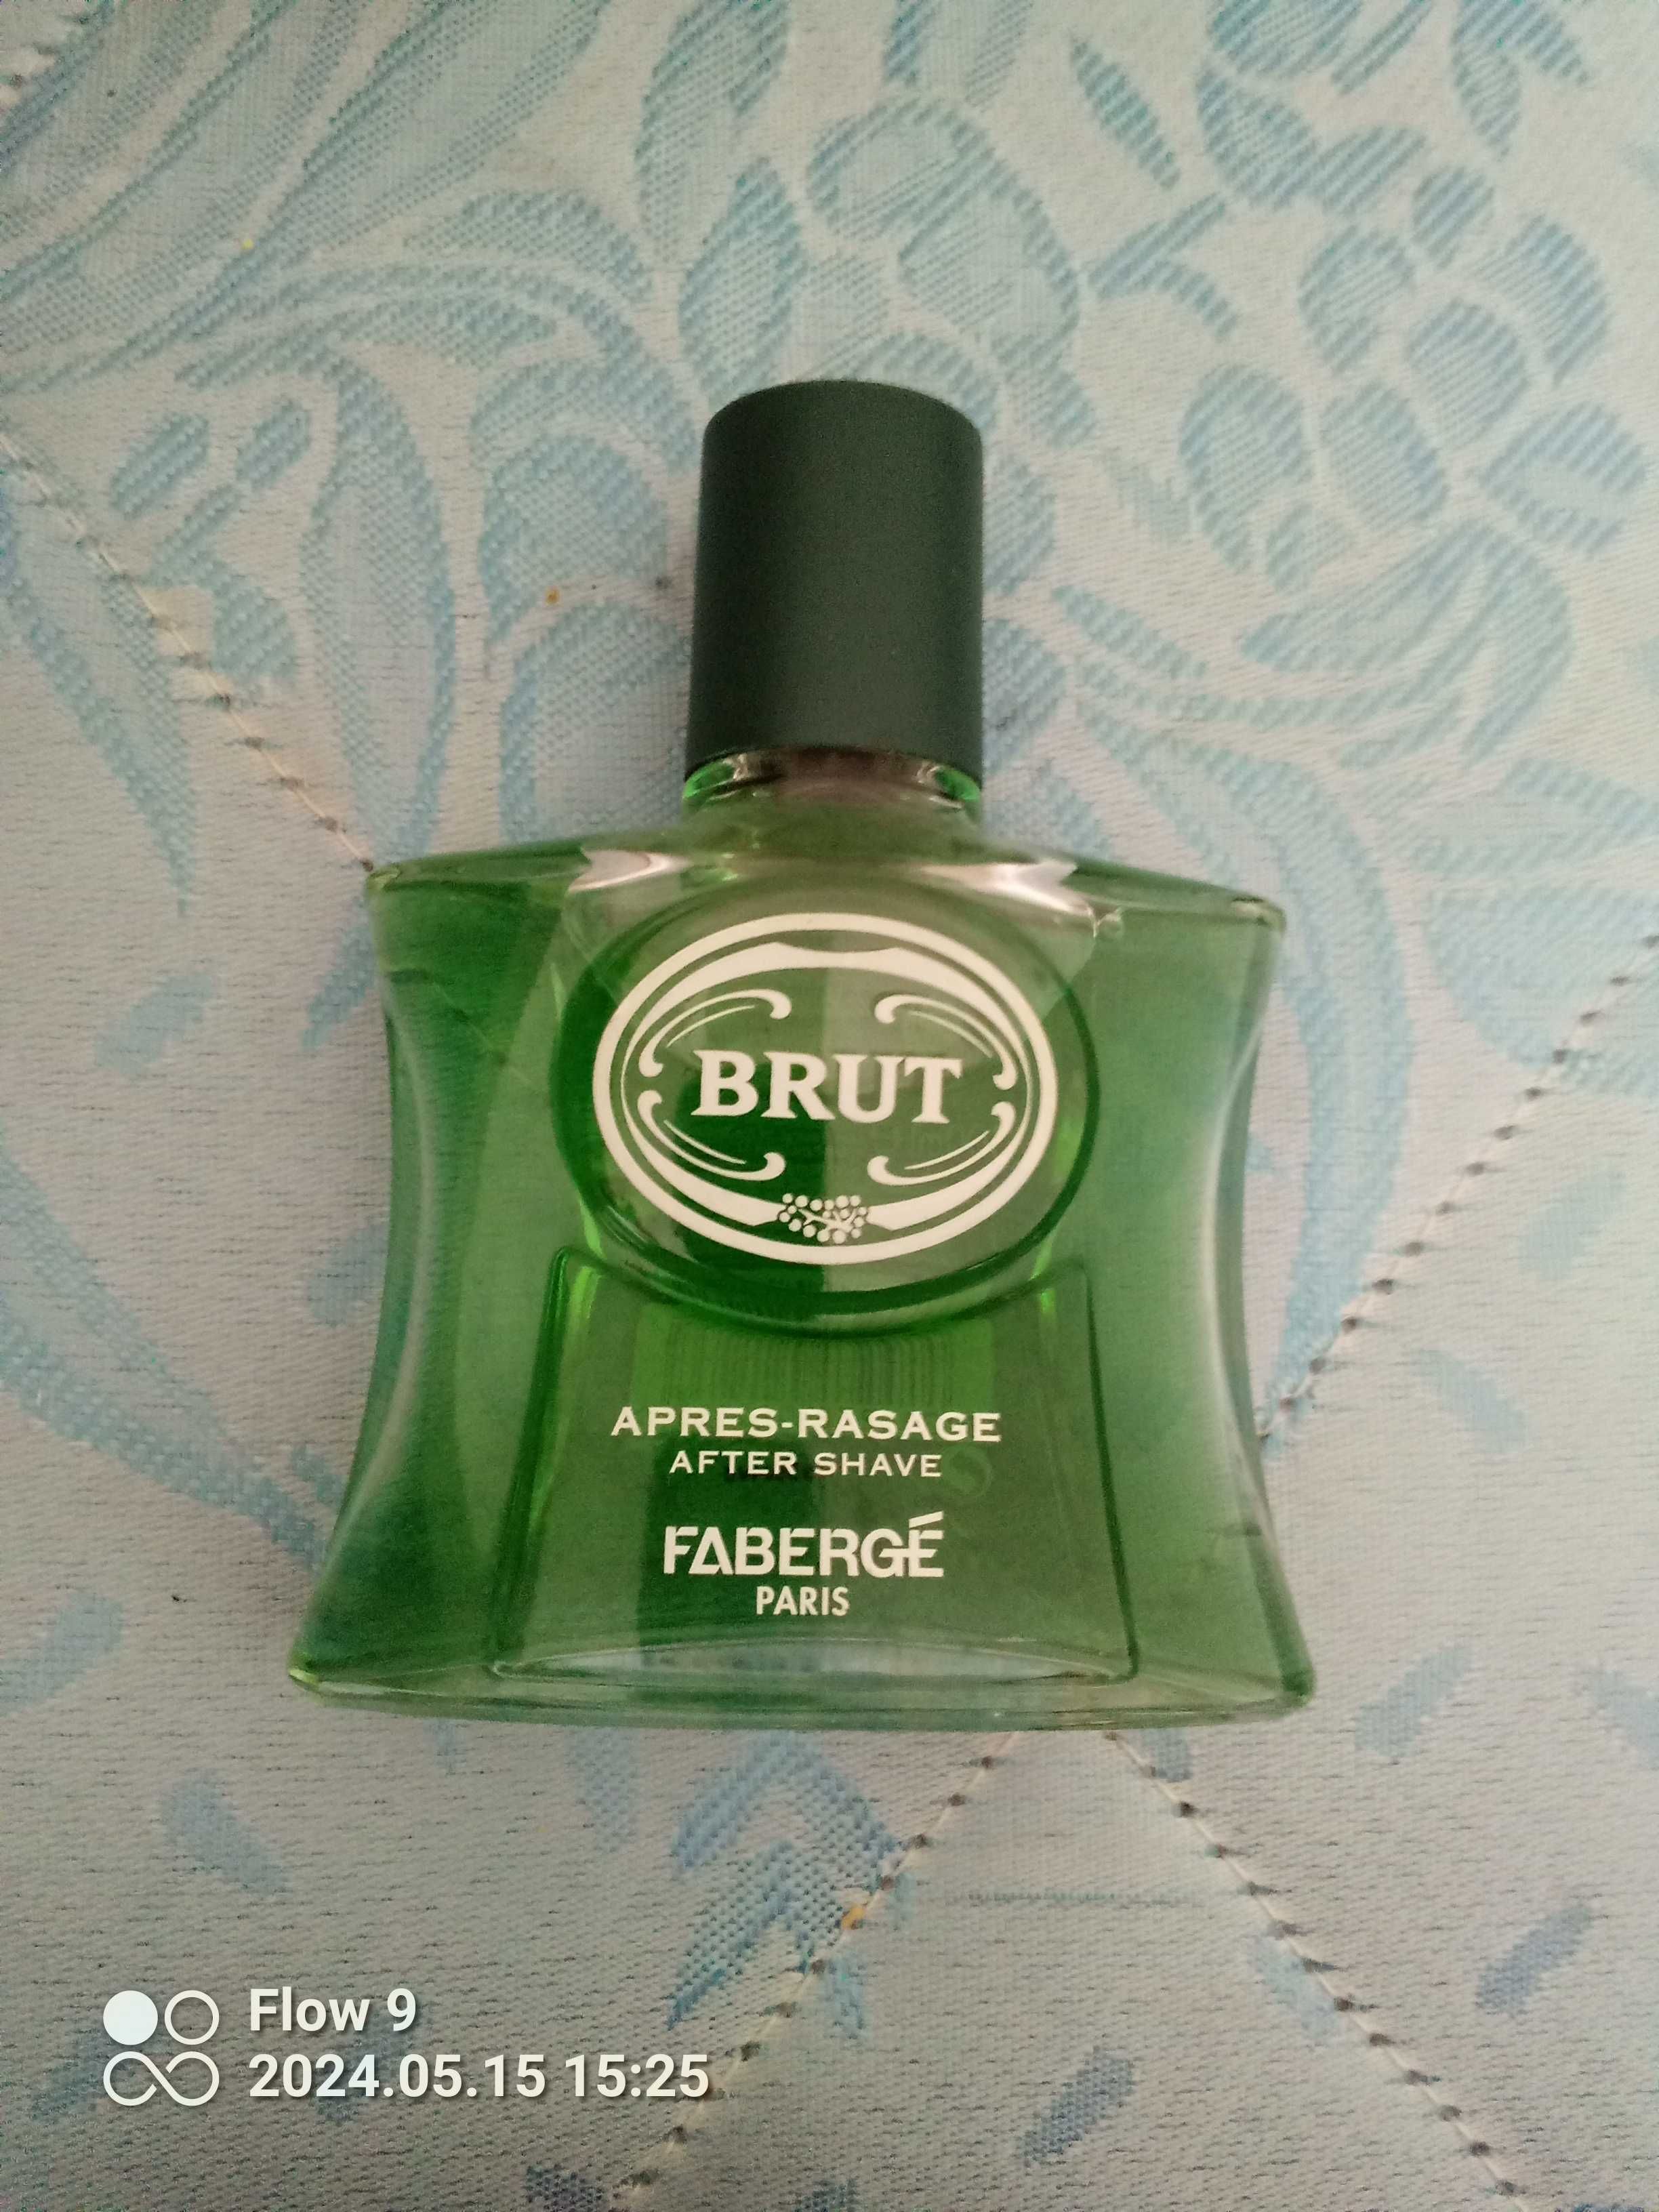 BRUT
APRES-RASAGE
AFTER SHAVE
FABERGÉ
PARIS
Flow 9
2024.05.15 15:25